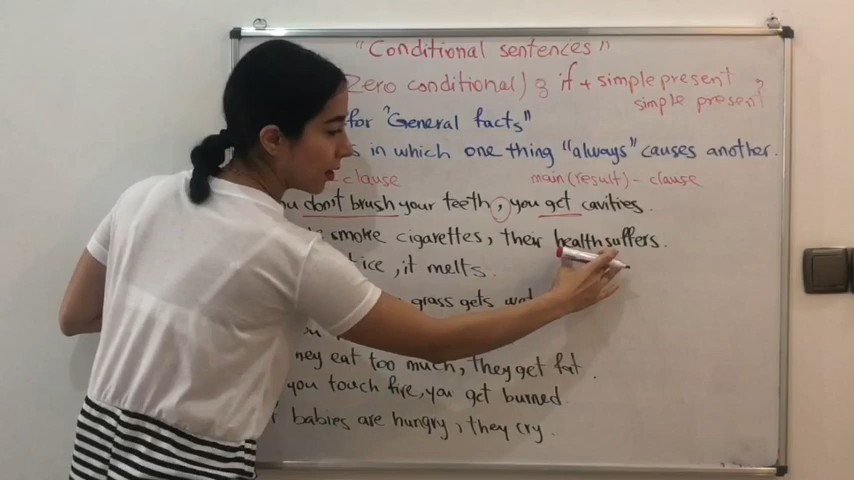 "Conditional sentences"
Zero conditional) : if + simple present ,
simple present
for "General facts"
in which one thing "always" causes another.
- clause main (result) - clause
don't brush your teeth, you get cavities.
smoke cigarettes, their health suffers.
ice, it melts.
grass gets
hey eat too much, they get fat.
you touch fire, you get burned.
babies are hungry, they cry.